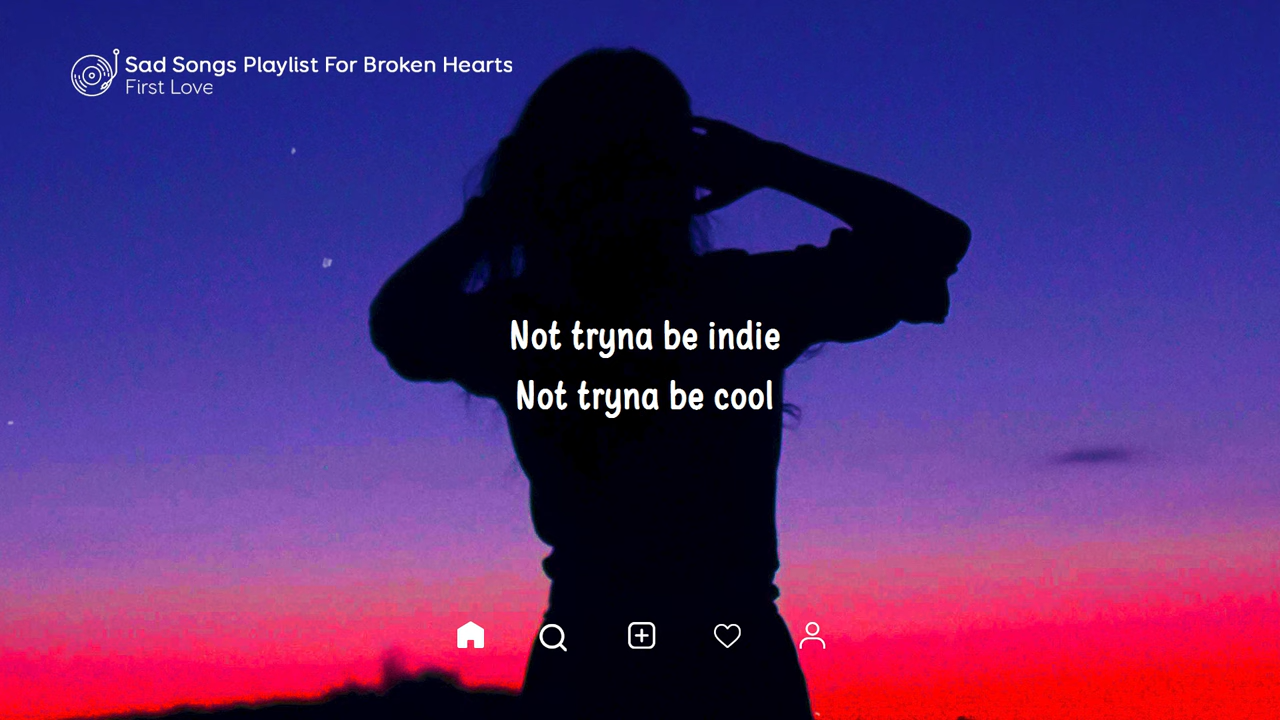 Sad Songs Playlist For Broken Hearts
First Love
Not tryna be indie
Not tryna be cool